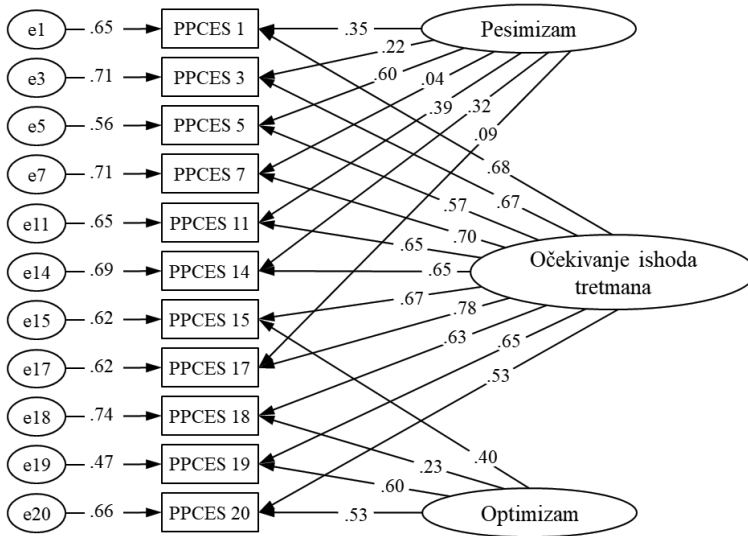 e1 .65 PPCES 1 .35 Pesimizam
e3 .71 PPCES 3 .22
e5 .56 PPCES 5 .60
e7 .71 PPCES 7 .04
.39 .32
.09
e11 .65 PPCES 11
.68
.67
.57
.70
.65
e14 .69 PPCES 14 .65 Očekivanje ishoda
tretmana
e15 .62 PPCES 15 .67
e17 .62 PPCES 17 .78
.63
.65
.53
e18 .74 PPCES 18
.40
.23
e19 .47 PPCES 19 .60
e20 .66 PPCES 20 .53 Optimizam